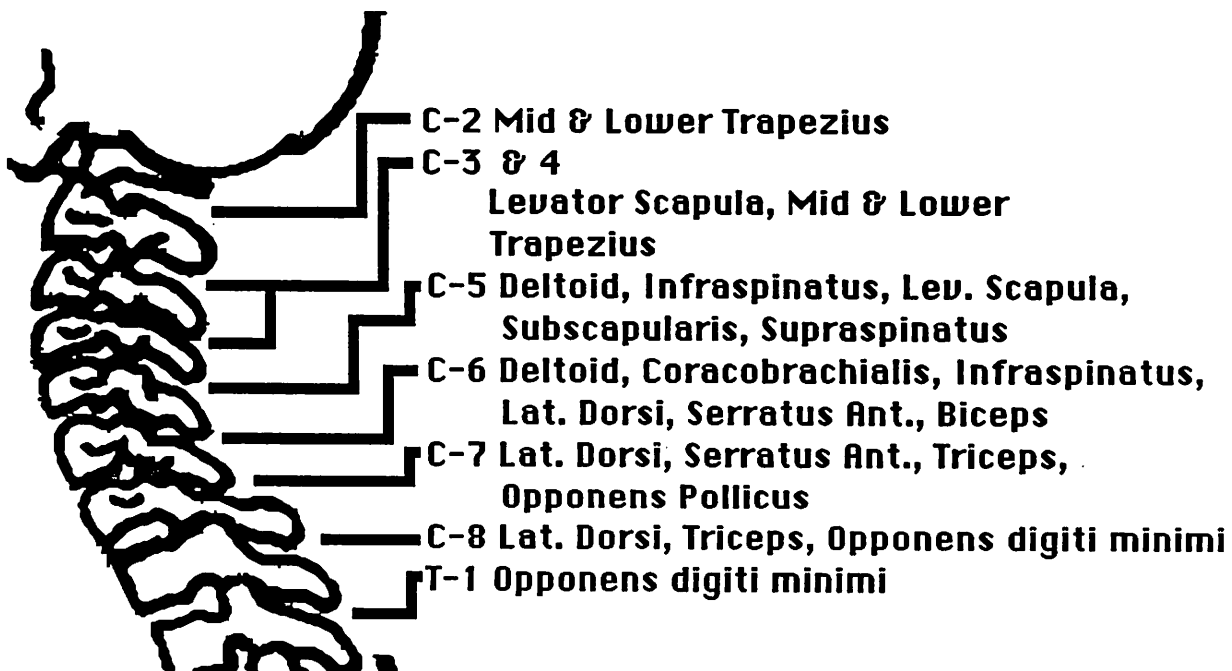 C-2 Mid & Lower Trapezius
C-3 & 4
Levator Scapula, Mid & Lower
Trapezius
C-5 Deltoid, Infraspinatus, Lev. Scapula,
Subscapularis, Supraspinatus
C-6 Deltoid, Coracobrachialis, Infraspinatus,
Lat. Dorsi, Serratus Ant., Biceps
C-7 Lat. Dorsi, Serratus Ant., Triceps,
Opponens Pollicus
C-8 Lat. Dorsi, Triceps, Opponens digiti minimi
T-1 Opponens digiti minimi